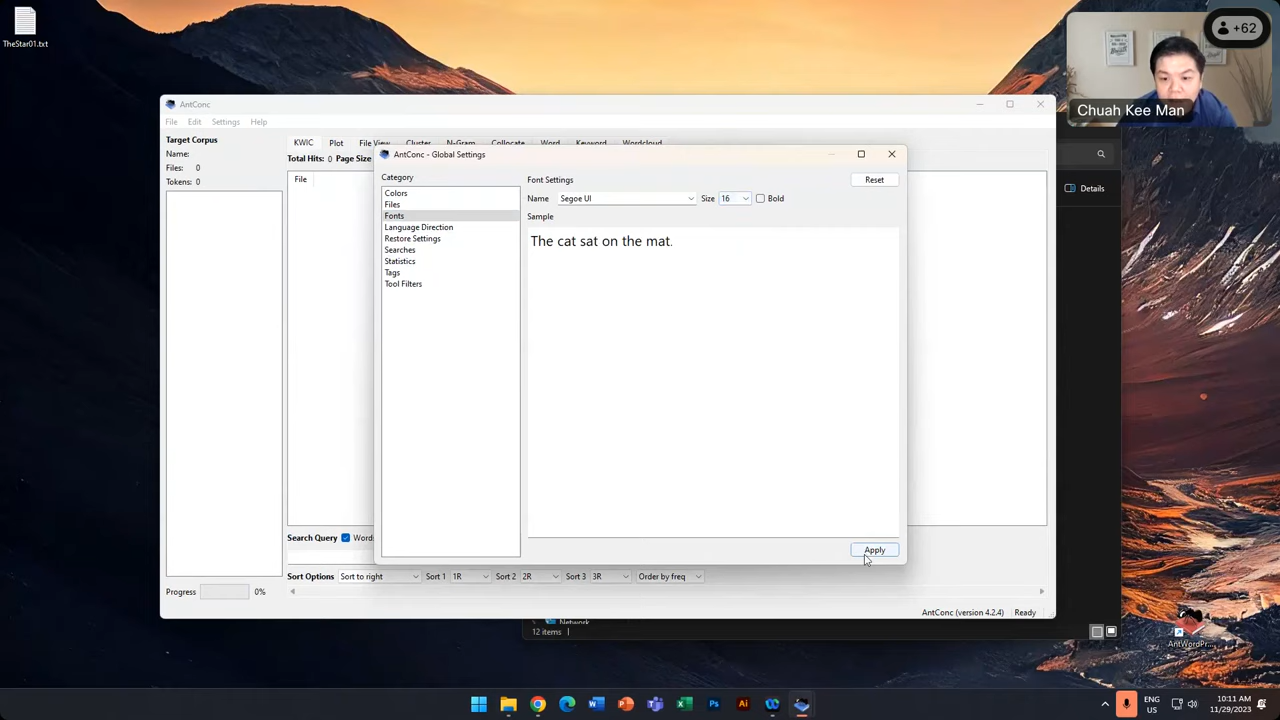 TheStar01.txt
+62
Chuah Kee Man
AntConc
File Edit Settings Help
Target Corpus
Name:
Files: 0
Tokens: 0
KWIC Plot File View Cluster N-Gram Collocate Word Keyword Wordcloud
Total Hits: 0 Page Size
File
AntConc - Global Settings
Category
Colors
Files
Fonts
Language Direction
Restore Settings
Searches
Statistics
Tags
Tool Filters
Font Settings
Reset
Name Segoe UI Size 16 Bold
Sample
The cat sat on the mat.
Apply
Details
Search Query Words
Sort Options Sort to right Sort 1 1R Sort 2 2R Sort 3 3R Order by freq
Progress 0%
AntConc (version 4.2.4) Ready
Network
12 items
AntWordPr...
ENG
US
10:11 AM
11/29/2023